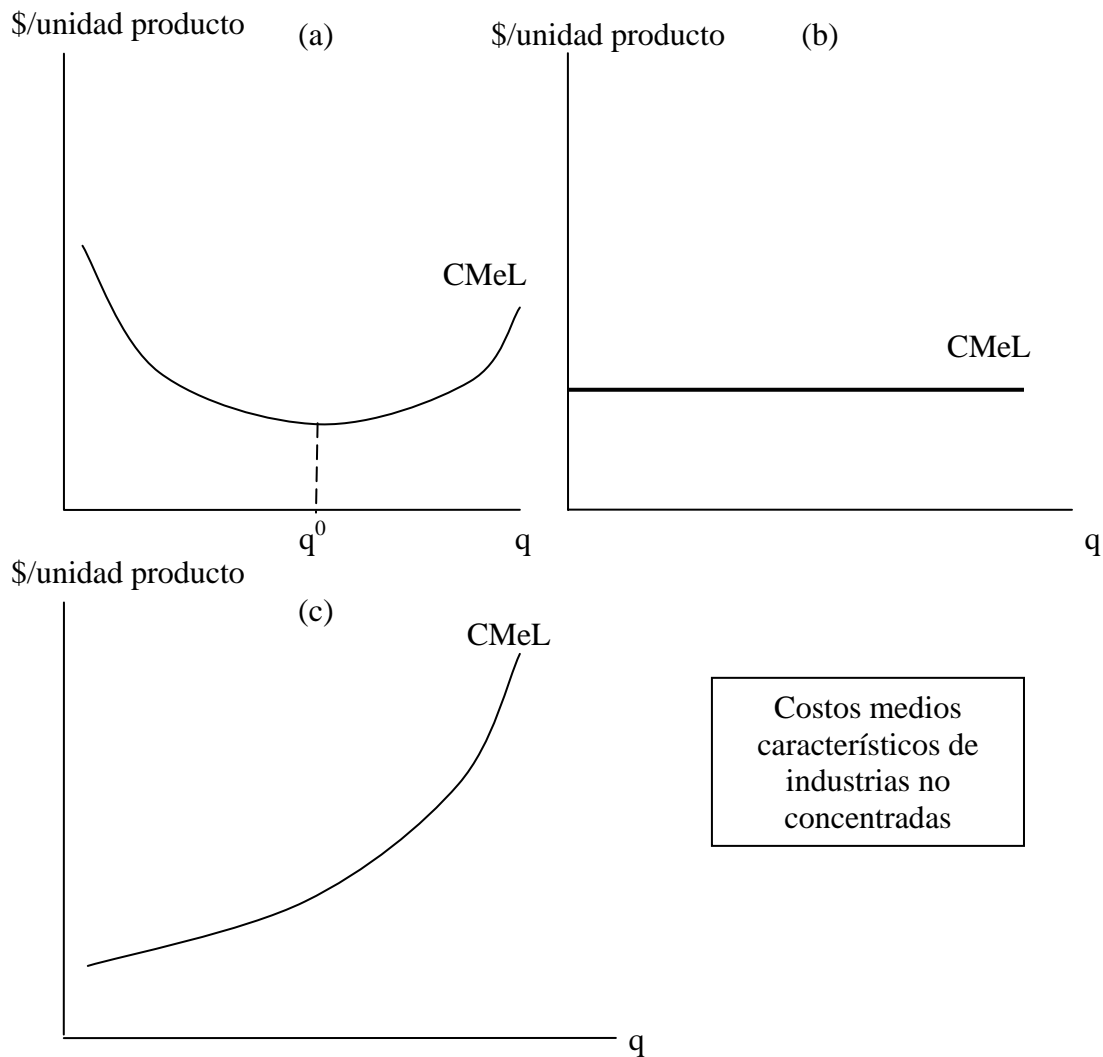 $/unidad producto
(a)
$/unidad producto
(b)
CMeL
CMeL
q⁰
q
q
$/unidad producto
(c)
CMeL
Costos medios
característicos de
industrias no
concentradas
q